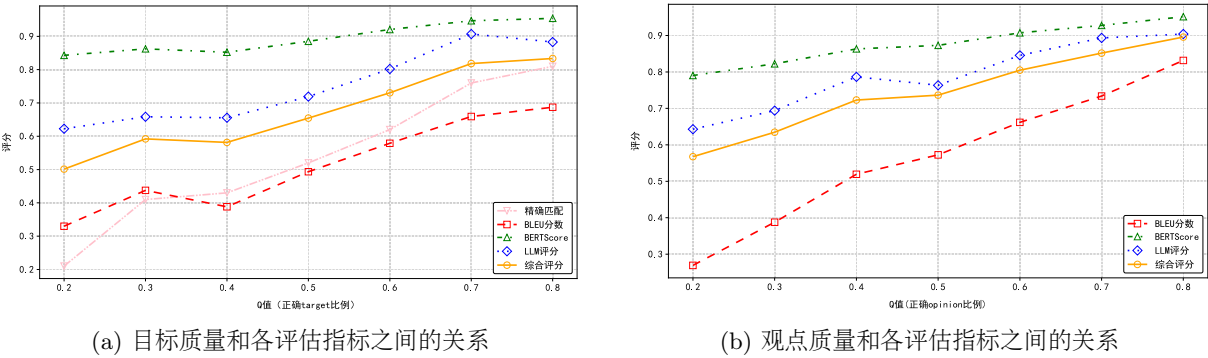 评分
0.9
0.8
0.7
0.6
0.5
0.4
0.3
0.2
0.2 0.3 0.4 0.5 0.6 0.7 0.8
Q值 (正确target比例)
精确匹配
BLEU分数
BERTScore
LLM评分
综合评分
(a) 目标质量和各评估指标之间的关系
评分
0.9
0.8
0.7
0.6
0.5
0.4
0.3
0.2 0.3 0.4 0.5 0.6 0.7 0.8
Q值(正确opinion比例)
BLEU分数
BERTScore
LLM评分
综合评分
(b) 观点质量和各评估指标之间的关系